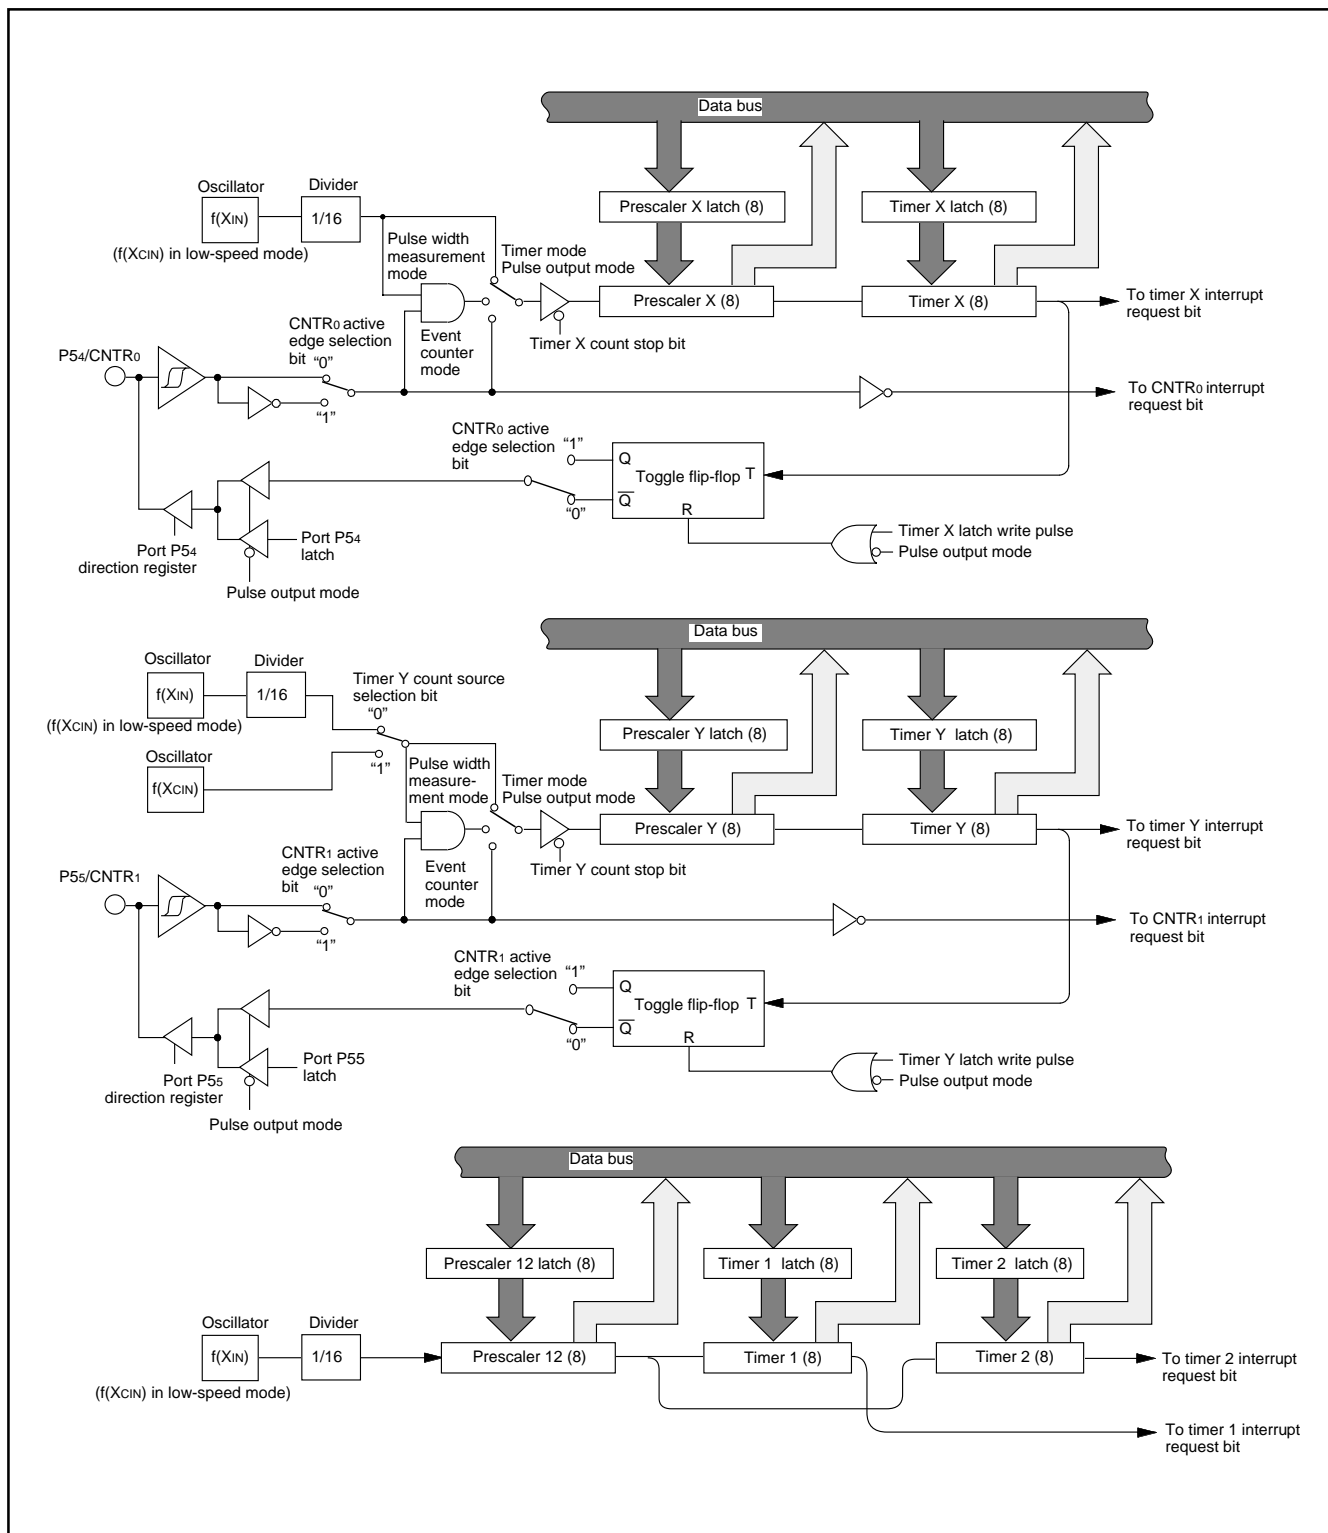 Data bus
Oscillator
Divider
f(XIN)
1/16
(f(XCIN) in low-speed mode)
Prescaler X latch (8)
Timer X latch (8)
Pulse width
measurement
mode
Timer mode
Pulse output mode
Prescaler X (8)
Timer X (8)
To timer X interrupt
request bit
CNTR0 active
edge selection
bit
"0"
Event
counter
mode
Timer X count stop bit
P54/CNTR0
"1"
To CNTR0 interrupt
request bit
CNTR0 active
edge selection
bit
"1"
Q
Toggle flip-flop
T
Q
"0"
R
Port P54
direction register
Port P54
latch
Pulse output mode
Timer X latch write pulse
Pulse output mode
Data bus
Oscillator
Divider
f(XIN)
1/16
(f(XCIN) in low-speed mode)
Timer Y count source
selection bit
"0"
Oscillator
f(XCIN)
"1"
Prescaler Y latch (8)
Timer Y latch (8)
Pulse width
measure-
ment mode
Timer mode
Pulse output mode
Prescaler Y (8)
Timer Y (8)
To timer Y interrupt
request bit
CNTR1 active
edge selection
bit
"0"
Event
counter
mode
Timer Y count stop bit
P55/CNTR1
"1"
To CNTR1 interrupt
request bit
CNTR1 active
edge selection
bit
"1"
Q
Toggle flip-flop
T
Q
"0"
R
Port P55
direction register
Port P55
latch
Pulse output mode
Timer Y latch write pulse
Pulse output mode
Data bus
Prescaler 12 latch (8)
Timer 1 latch (8)
Timer 2 latch (8)
Oscillator
Divider
f(XIN)
1/16
(f(XCIN) in low-speed mode)
Prescaler 12 (8)
Timer 1 (8)
Timer 2 (8)
To timer 2 interrupt
request bit
To timer 1 interrupt
request bit